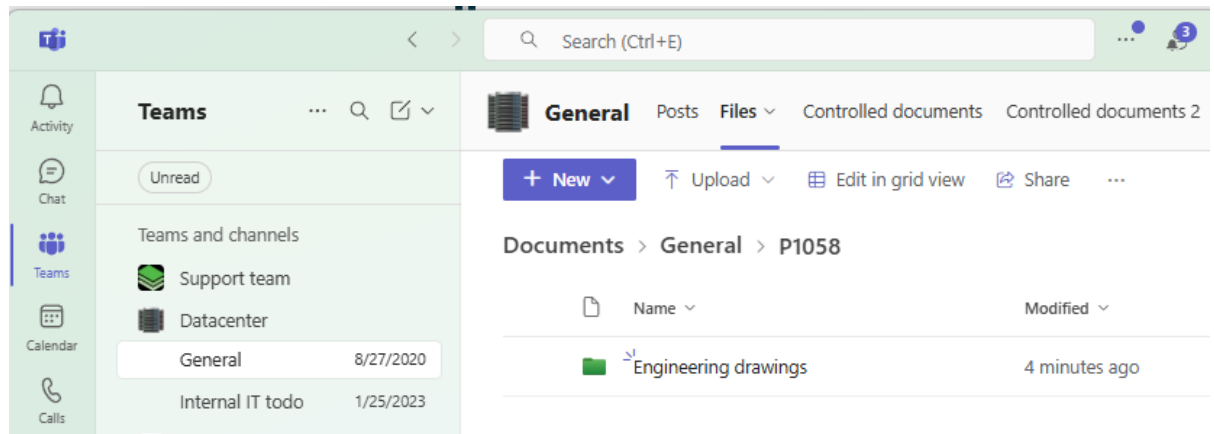 Search (Ctrl+E)
3
Activity
Chat
Teams
Calendar
Calls
Teams
Unread
Teams and channels
Support team
Datacenter
General 8/27/2020
Internal IT todo 1/25/2023
General Posts Files Controlled documents Controlled documents 2
+ New Upload Edit in grid view Share ...
Documents > General > P1058
Name Modified
Engineering drawings 4 minutes ago